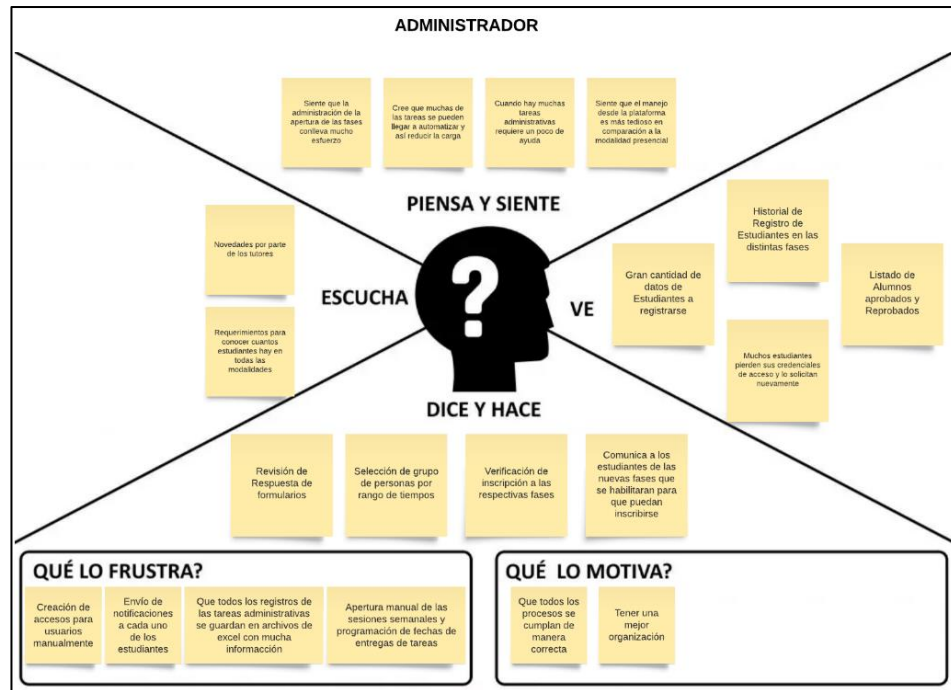 ADMINISTRADOR
Siente que la
administración de la
apertura de las fases
conlleva mucho
esfuerzo
Cree que muchas de
las tareas se pueden
llegar a automatizar y
así reducir la carga
Cuando hay muchas
tareas
administrativas
requiere un poco de
ayuda
Siente que el manejo
desde la plataforma
es más tedioso en
comparación a la
modalidad presencial
PIENSA Y SIENTE
Novedades por parte
de los tutores
Requerimientos para
conocer cuantos
estudiantes hay en
todas las
modalidades
ESCUCHA
?
VE
Gran cantidad de
datos de
Estudiantes a
registrarse
Historial de
Registro de
Estudiantes en las
distintas fases
Listado de
Alumnos
aprobados y
Reprobados
Muchos estudiantes
pierden sus credenciales
de acceso y lo solicitan
nuevamente
DICE Y HACE
Revisión de
Respuesta de
formularios
Selección de grupo
de personas por
rango de tiempos
Verificación de
inscripción a las
respectivas fases
Comunica a los
estudiantes de las
nuevas fases que
se habilitaran para
que puedan
inscribirse
QUÉ LO FRUSTRA?
Creación de
accesos para
usuarios
manualmente
Envío de
notificaciones
a cada uno de
los
estudiantes
Que todos los registros de
las tareas administrativas
se guardan en archivos de
excel con mucha
informacción
Apertura manual de las
sesiones semanales y
programación de fechas de
entregas de tareas
QUÉ LO MOTIVA?
Que todos los
procesos se
cumplan de
manera
correcta
Tener una
mejor
organización